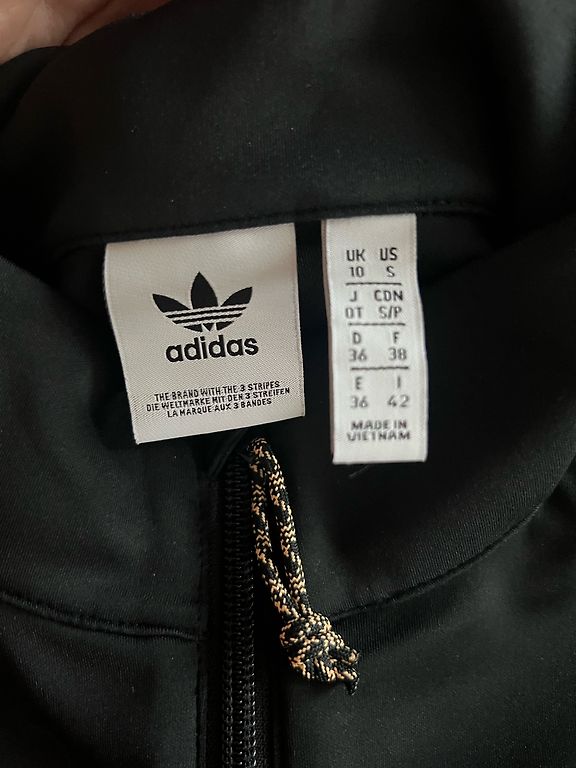 adidas
THE BRAND WITH THE 3 STRIPES
DIE WELTMARKE MIT DEN 3 STREIFEN
LA MARQUE AUX 3 BANDES
UK US
10 S
J CDN
OT S/P
D F
36 38
E I
36 42
MADE IN
VIETNAM